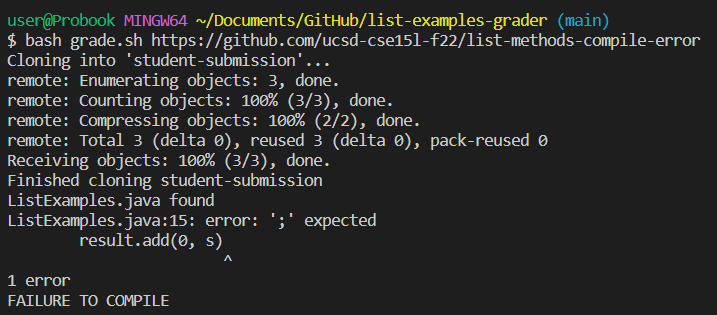 user@Probook MINGW64 ~/Documents/GitHub/list-examples-grader (main)
$ bash grade.sh https://github.com/ucsd-cse15l-f22/list-methods-compile-error
Cloning into 'student-submission'...
remote: Enumerating objects: 3, done.
remote: Counting objects: 100% (3/3), done.
remote: Compressing objects: 100% (2/2), done.
remote: Total 3 (delta 0), reused 3 (delta 0), pack-reused 0
Receiving objects: 100% (3/3), done.
Finished cloning student-submission
ListExamples.java found
ListExamples.java:15: error: ';' expected
        result.add(0, s)
                        ^
1 error
FAILURE TO COMPILE